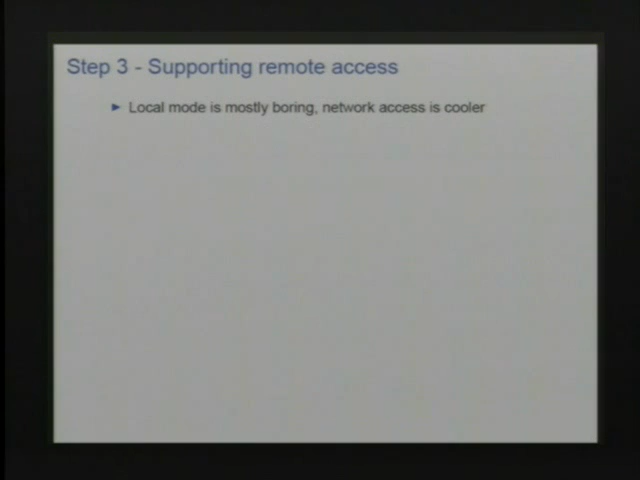 Step 3 - Supporting remote access
► Local mode is mostly boring, network access is cooler